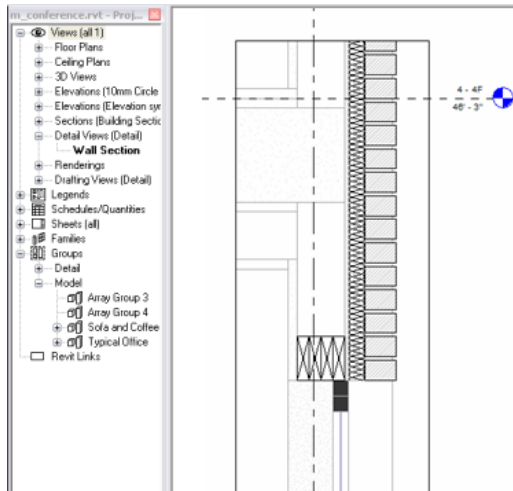 m_conference.rvt - Proj...
Views (all 1)
Floor Plans
Ceiling Plans
3D Views
Elevations (10mm Circle
Elevations (Elevation syr
Sections (Building Sectic
Detail Views (Detail)
Wall Section
Renderings
Drafting Views (Detail)
Legends
Schedules/Quantities
Sheets (all)
Families
Groups
Detail
Model
Array Group 3
Array Group 4
Sofa and Coffee
Typical Office
Revit Links
4 - 4F
46' - 3"